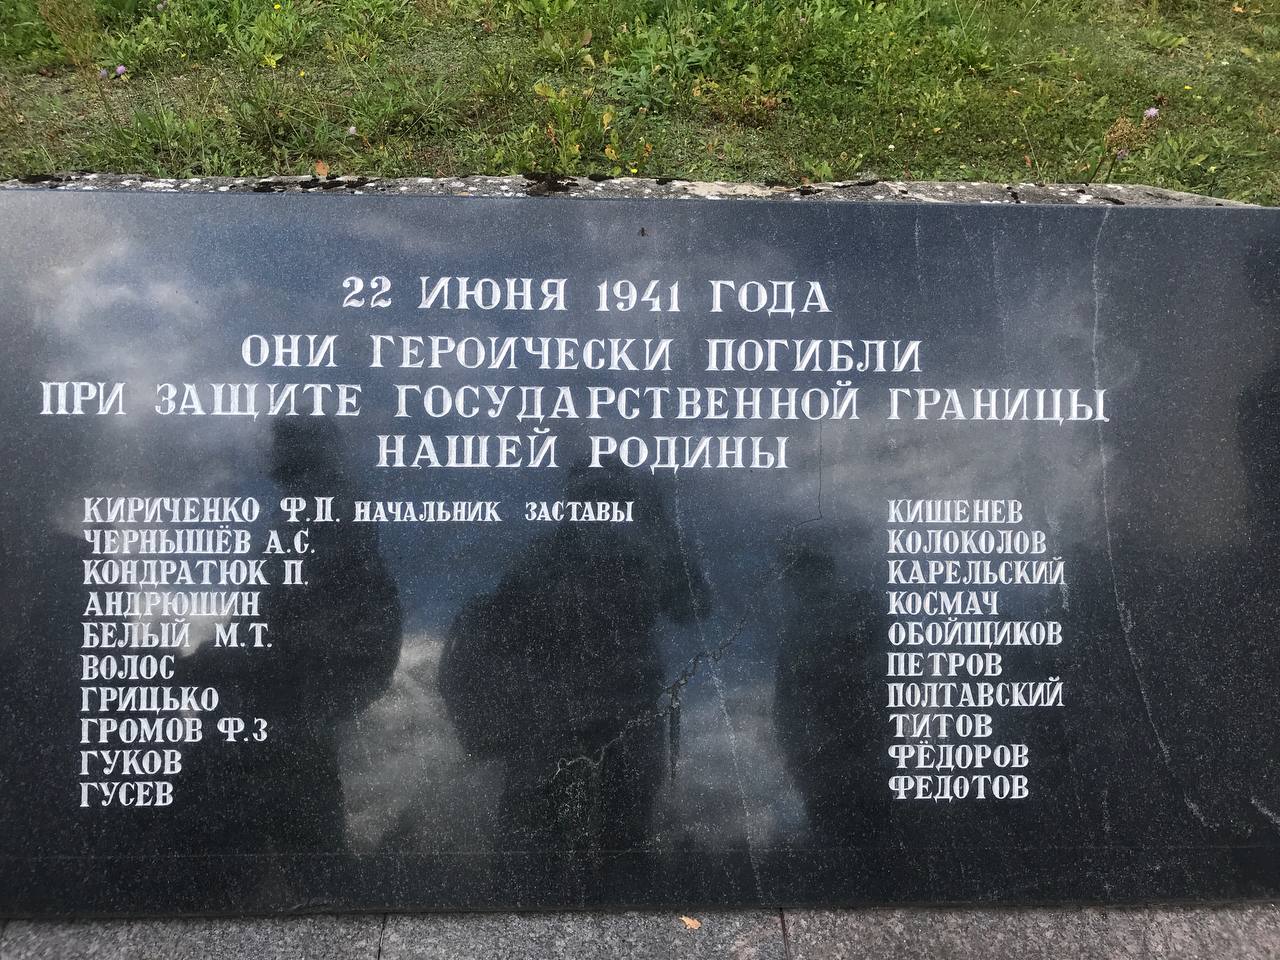 22 ИЮНЯ 1941 ГОДА
ОНИ ГЕРОИЧЕСКИ ПОГИБЛИ
ПРИ ЗАЩИТЕ ГОСУДАРСТВЕННОЙ ГРАНИЦЫ
НАШЕЙ РОДИНЫ
КИРИЧЕНКО Ф.П. НАЧАЛЬНИК ЗАСТАВЫ
ЧЕРНЫШЁВ А.С.
КОНДРАТЮК П.
АНДРЮШИН
БЕЛЫЙ М.Т.
ВОЛОС
ГРИЦЬКО
ГРОМОВ Ф.З
ГУКОВ
ГУСЕВ
КИШЕНЕВ
КОЛОКОЛОВ
КАРЕЛЬСКИЙ
КОСМАЧ
ОБОЙЩИКОВ
ПЕТРОВ
ПОЛТАВСКИЙ
ТИТОВ
ФЁДОРОВ
ФЕДОТОВ